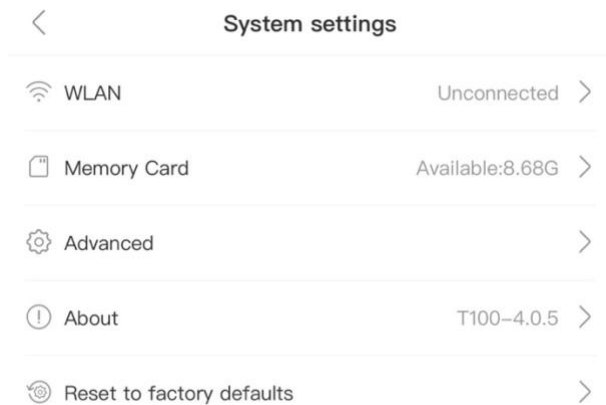 System settings
WLAN Unconnected
Memory Card Available:8.68G
Advanced
About T100-4.0.5
Reset to factory defaults